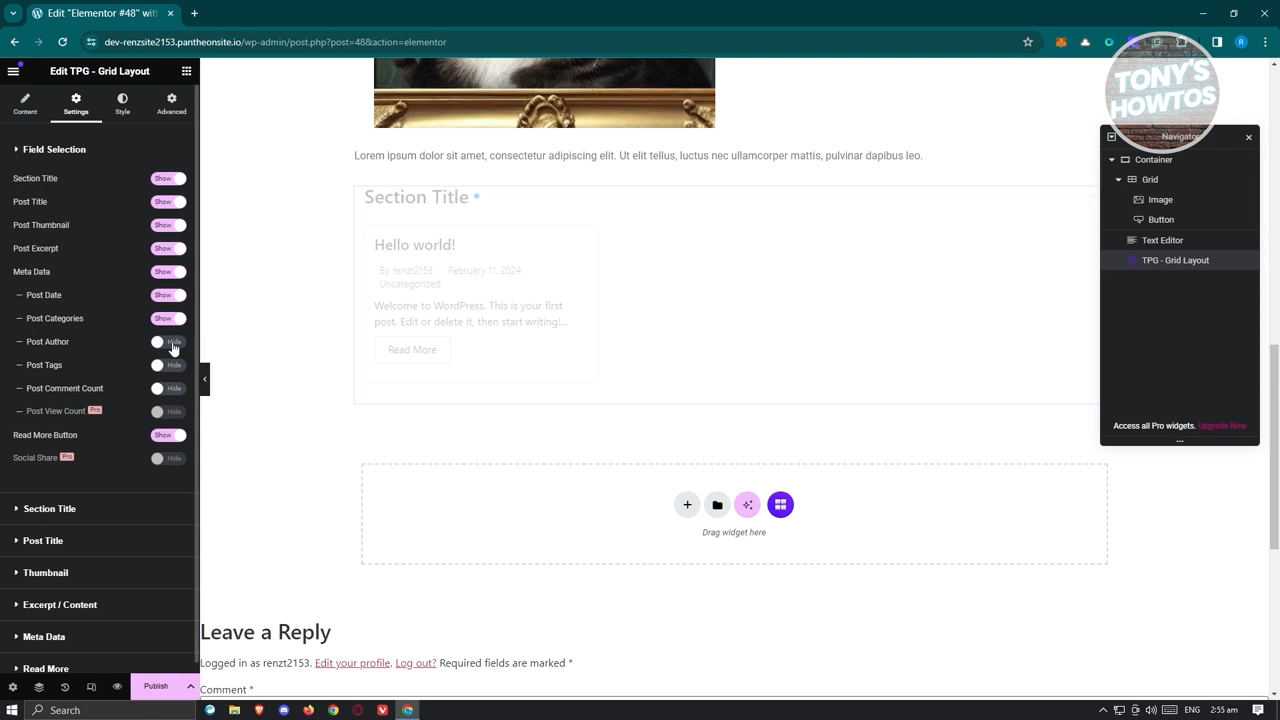 Edit "Elementor #48" wit
dev-renzsite2153.pantheonsite.io/wp-admin/post.php?post=48&action=elementor
R
TONY'S
HOWTOS
Edit TPG - Grid Layout
Content
Settings
Style
Advanced
Field Selection
Section Title
Show
Post Title
Show
Post Thumbnail
Show
Post Excerpt
Show
Meta Data
Show
Post Date
Show
Post Categories
Show
Post Author
Hide
Post Tags
Hide
Post Comment Count
Hide
Post View Count Pro
Hide
Read More Button
Show
Social Share Pro
Hide
ction Title
Post Title
Thumbnail
Excerpt / Content
Meta Data
Read More
Publish
Lorem ipsum dolor sit amet, consectetur adipiscing elit. Ut elit tellus, luctus nec ullamcorper mattis, pulvinar dapibus leo.
Section Title
Hello world!
By renzt2153 February 11, 2024
Uncategorized
Welcome to WordPress. This is your first
post. Edit or delete it, then start writing!...
Read More
Drag widget here
Leave a Reply
Logged in as renzt2153. Edit your profile. Log out? Required fields are marked *
Comment *
Navigator
Container
Grid
Image
Button
Text Editor
TPG - Grid Layout
Access all Pro widgets. Upgrade Now
Search
ENG
2:55 am